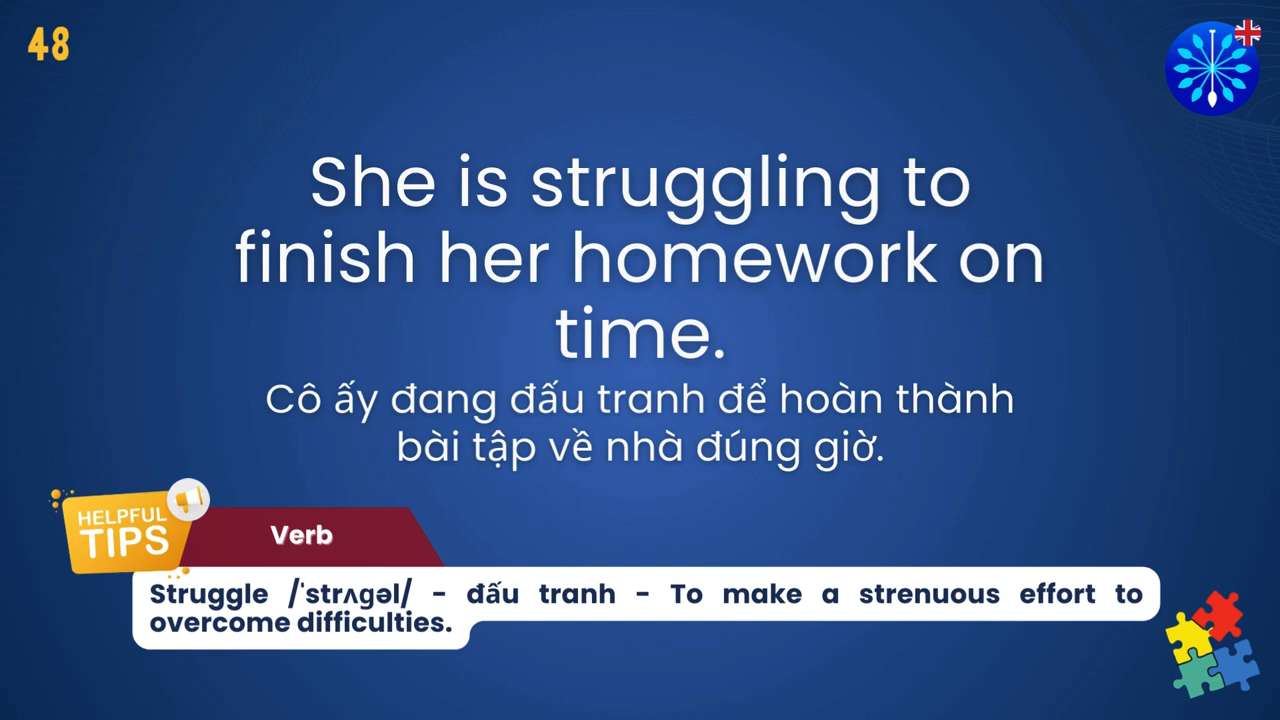 48
She is struggling to
finish her homework on
time.
Cô ấy đang đấu tranh để hoàn thành
bài tập về nhà đúng giờ.
HELPFUL
TIPS
Verb
Struggle /ˈstrʌgəl/ - đấu tranh - To make a strenuous effort to
overcome difficulties.